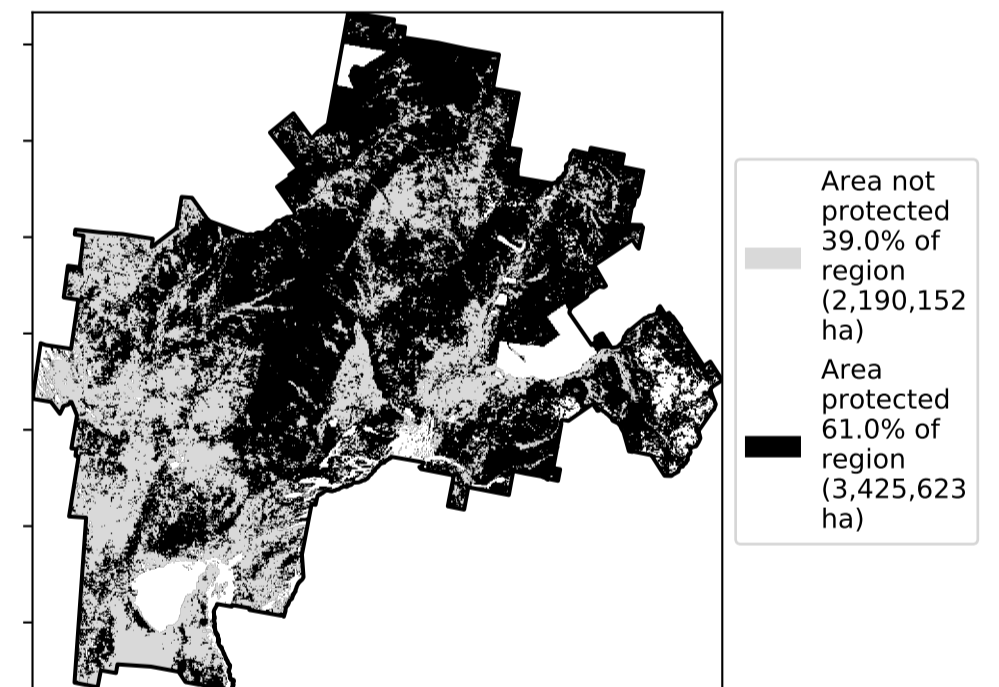 Area not
protected
39.0% of
region
(2,190,152
ha)
Area
protected
61.0% of
region
(3,425,623
ha)